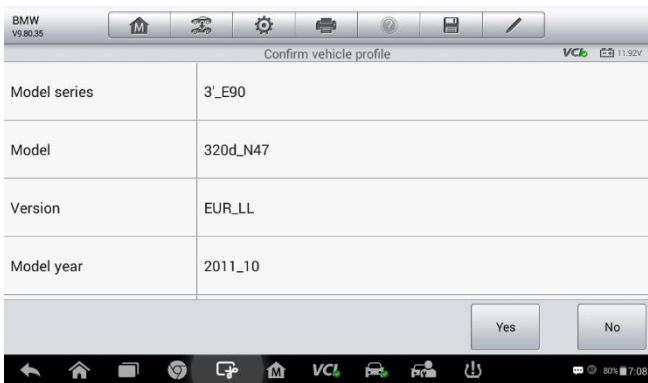 BMW
V9.80.35
M
?
Confirm vehicle profile
VCI 11.92V
Model series 3'_E90
Model 320d_N47
Version EUR_LL
Model year 2011_10
Yes No
M VCI 80% 7:08